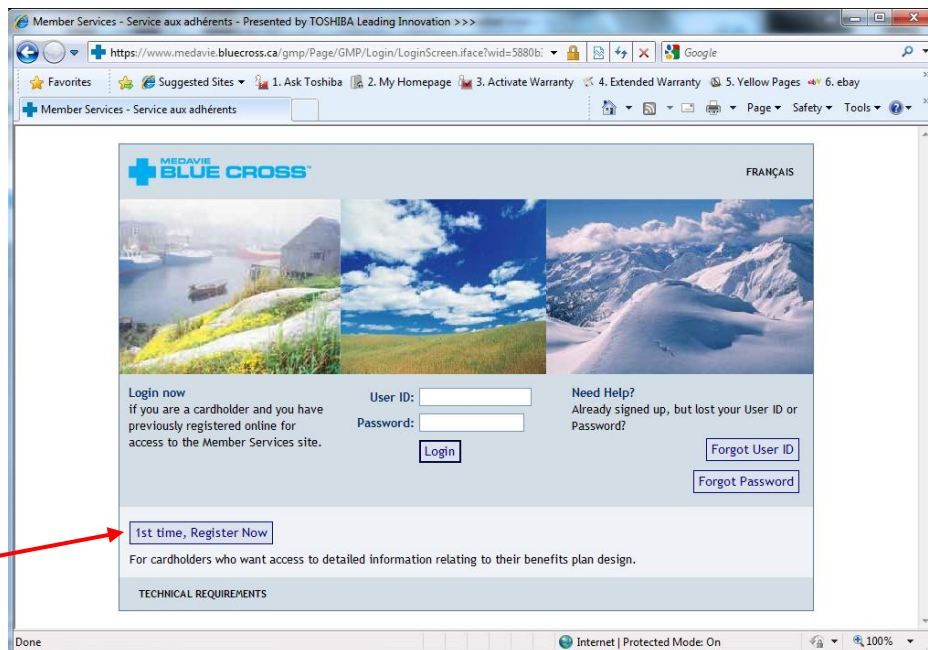 Member Services - Service aux adhérents - Presented by TOSHIBA Leading Innovation >>>
https://www.medavie.bluecross.ca/gmp/Page/GMP/Login/LoginScreen.iface?wid=5880b
Google
Favorites Suggested Sites 1. Ask Toshiba 2. My Homepage 3. Activate Warranty 4. Extended Warranty 5. Yellow Pages 6. ebay
Member Services - Service aux adhérents
Page Safety Tools
MEDAVIE
BLUE CROSS™
FRANÇAIS
Login now
if you are a cardholder and you have
previously registered online for
access to the Member Services site.
User ID:
Password:
Login
Need Help?
Already signed up, but lost your User ID or
Password?
Forgot User ID
Forgot Password
1st time, Register Now
For cardholders who want access to detailed information relating to their benefits plan design.
TECHNICAL REQUIREMENTS
Done
Internet | Protected Mode: On
100%